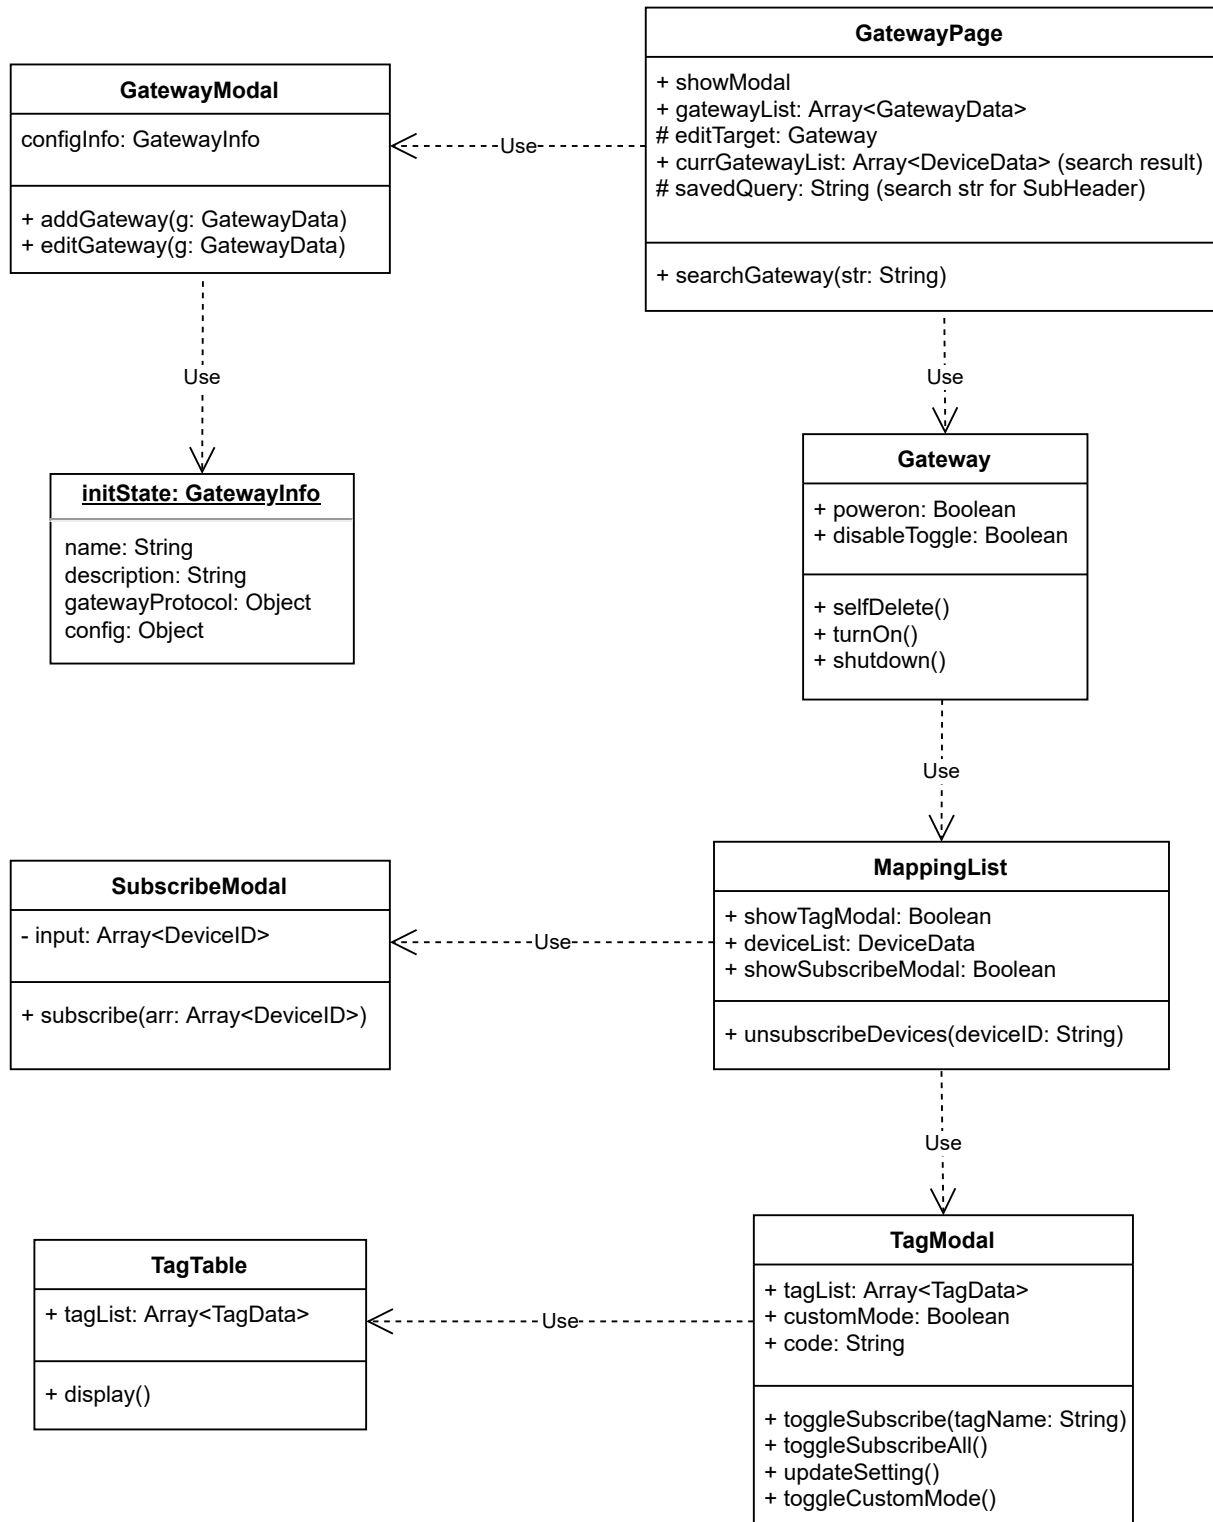 GatewayPage
+ showModal
+ gatewayList: Array<GatewayData>
# editTarget: Gateway
+ currGatewayList: Array<DeviceData> (search result)
# savedQuery: String (search str for SubHeader)
+ searchGateway(str: String)
GatewayModal
configInfo: GatewayInfo
+ addGateway(g: GatewayData)
+ editGateway(g: GatewayData)
Use
Use
Use
initState: GatewayInfo
name: String
description: String
gatewayProtocol: Object
config: Object
Gateway
+ poweron: Boolean
+ disableToggle: Boolean
+ selfDelete()
+ turnOn()
+ shutdown()
Use
SubscribeModal
- input: Array<DeviceID>
+ subscribe(arr: Array<DeviceID>)
Use
MappingList
+ showTagModal: Boolean
+ deviceList: DeviceData
+ showSubscribeModal: Boolean
+ unsubscribeDevices(deviceID: String)
Use
TagTable
+ tagList: Array<TagData>
+ display()
Use
TagModal
+ tagList: Array<TagData>
+ customMode: Boolean
+ code: String
+ toggleSubscribe(tagName: String)
+ toggleSubscribeAll()
+ updateSetting()
+ toggleCustomMode()